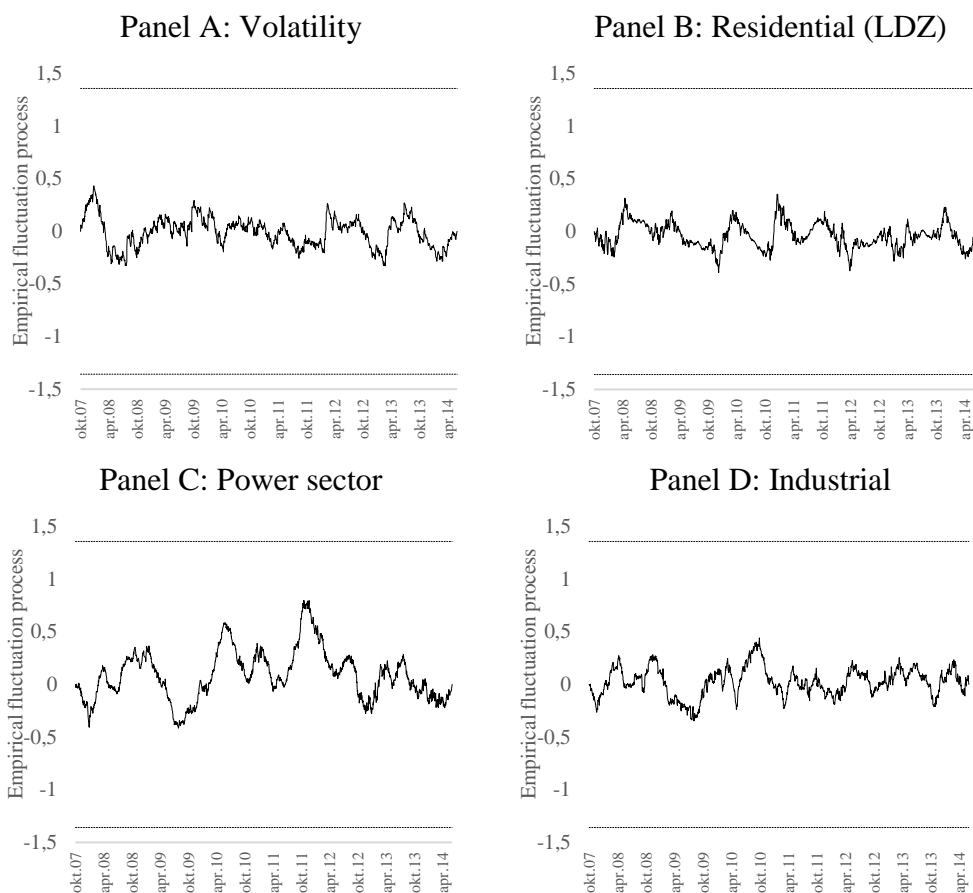 Panel A: Volatility
Empirical fluctuation process
1,5
1
0,5
0
-0,5
-1
-1,5
okt.07
apr.08
okt.08
apr.09
okt.09
apr.10
okt.10
apr.11
okt.11
apr.12
okt.12
apr.13
okt.13
apr.14
Panel B: Residential (LDZ)
Empirical fluctuation process
1,5
1
0,5
0
-0,5
-1
-1,5
okt.07
apr.08
okt.08
apr.09
okt.09
apr.10
okt.10
apr.11
okt.11
apr.12
okt.12
apr.13
okt.13
apr.14
Panel C: Power sector
Empirical fluctuation process
1,5
1
0,5
0
-0,5
-1
-1,5
okt.07
apr.08
okt.08
apr.09
okt.09
apr.10
okt.10
apr.11
okt.11
apr.12
okt.12
apr.13
okt.13
apr.14
Panel D: Industrial
Empirical fluctuation process
1,5
1
0,5
0
-0,5
-1
-1,5
okt.07
apr.08
okt.08
apr.09
okt.09
apr.10
okt.10
apr.11
okt.11
apr.12
okt.12
apr.13
okt.13
apr.14